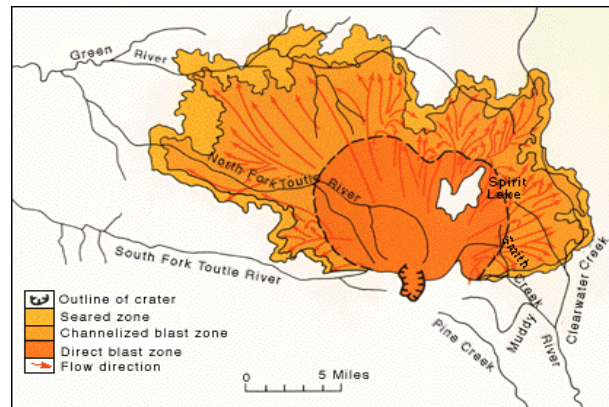 Green River
North Fork Toutle River
Spirit
Lake
South Fork Toutle River
Smith Creek
Clearwater Creek
Muddy River
Pine Creek
Outline of crater
Seared zone
Channelized blast zone
Direct blast zone
Flow direction
0 5 Miles